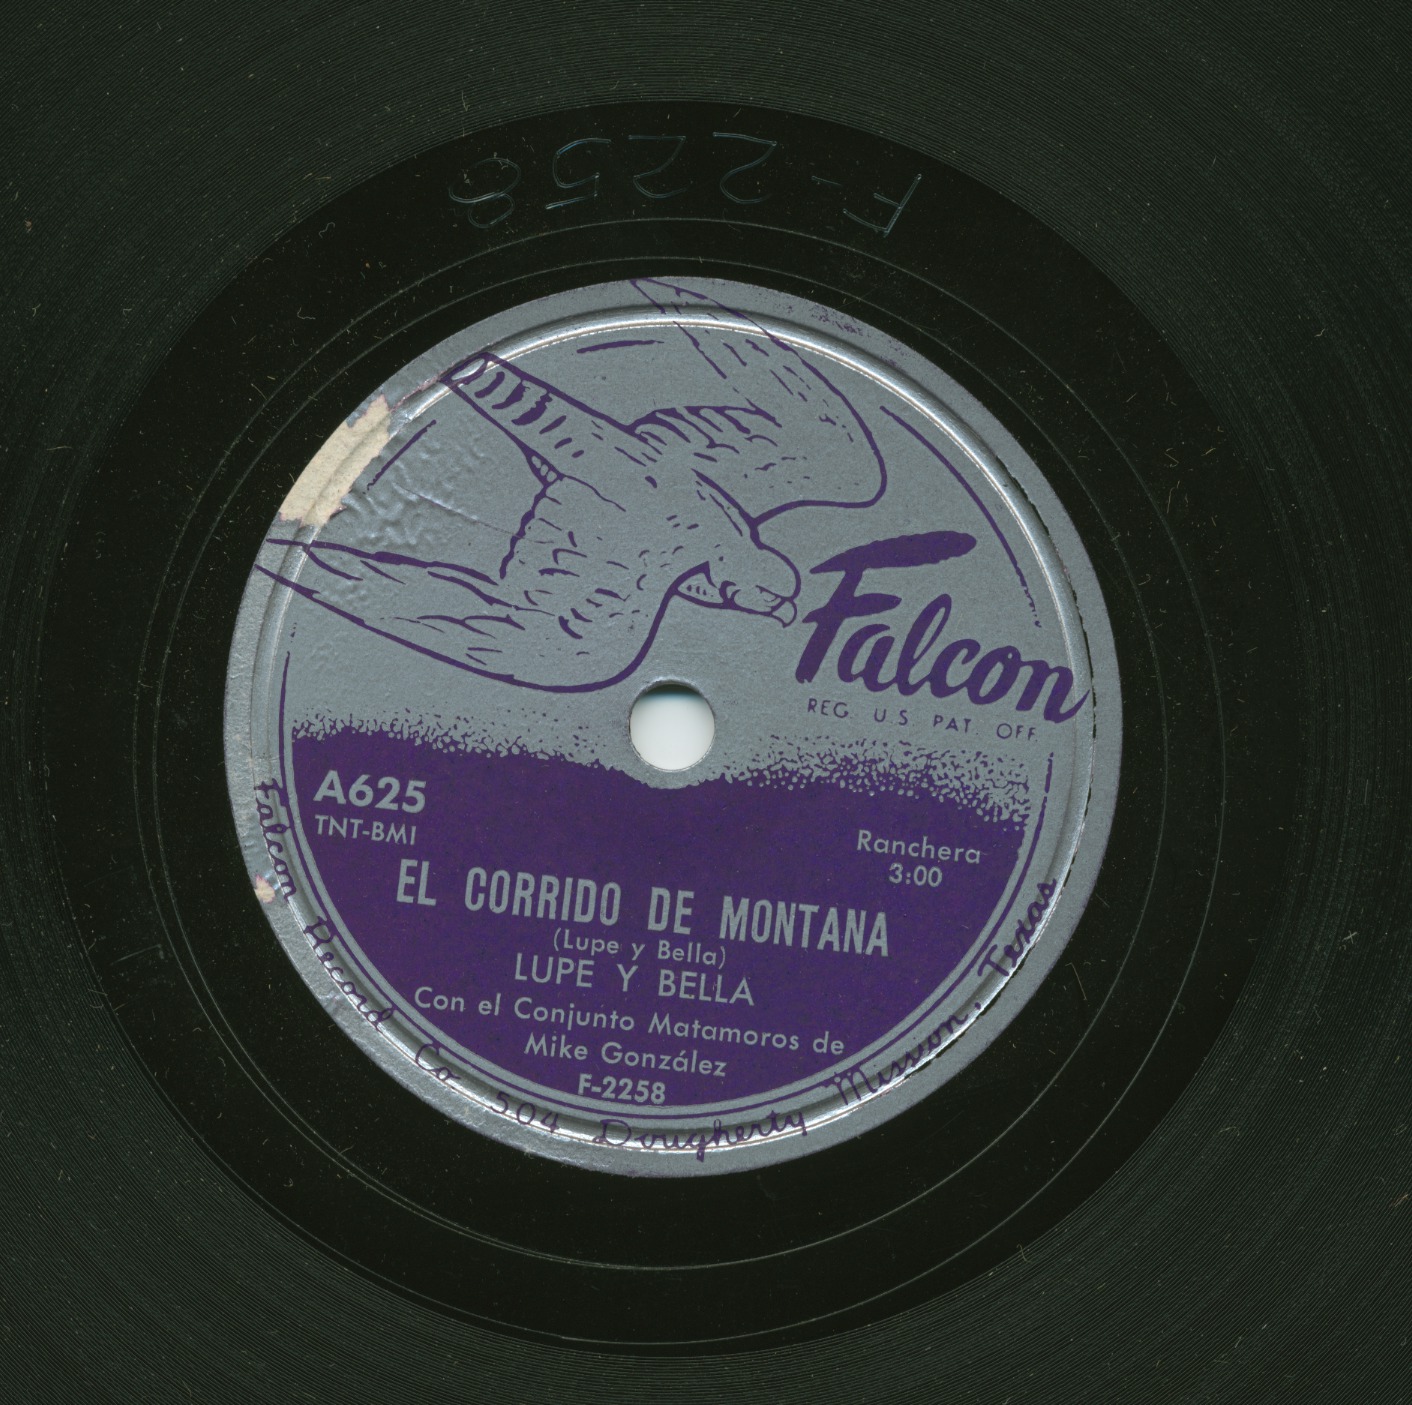 F-2258
Falcon
REG. U.S. PAT. OFF.
A625
TNT-BMI
Ranchera
3:00
EL CORRIDO DE MONTANA
(Lupe y Bella)
LUPE Y BELLA
Con el Conjunto Matamoros de
Mike González
F-2258
Falcon Record Co 504 Dougherty Mission, Texas